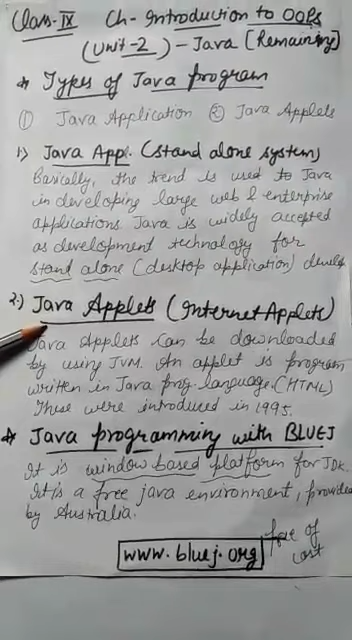 Class-IX Ch- Introduction to OOPs
(Unit-2) - Java [Remaining]
* Types of Java program
① Java Application ② Java Applets
1) Java Appl. (stand alone system)
Basically, the trend is used to Java
in developing large web & enterprise
applications. Java is widely accepted
as development technology for
stand alone (desktop application) develop
2.) Java Applets (Internet Applets)
Java Applets can be downloaded
by using JVM. An applet is program
written in Java prog. language. (HTML)
These were introduced in 1995.
* Java programming with BLUEJ
It is window based platform for JDK.
It is a free java environment, provided
by Australia.
free of
cost
www.bluej.org